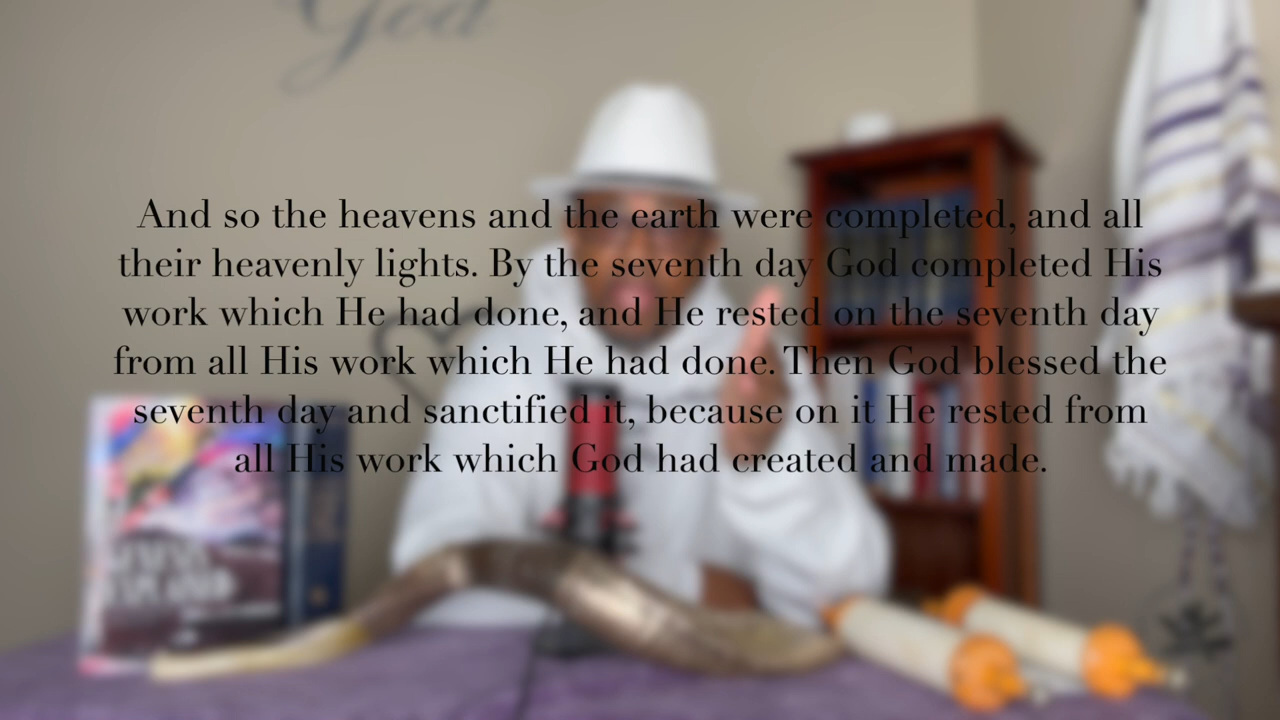 God
And so the heavens and the earth were completed, and all
their heavenly lights. By the seventh day God completed His
work which He had done, and He rested on the seventh day
from all His work which He had done. Then God blessed the
seventh day and sanctified it, because on it He rested from
all His work which God had created and made.